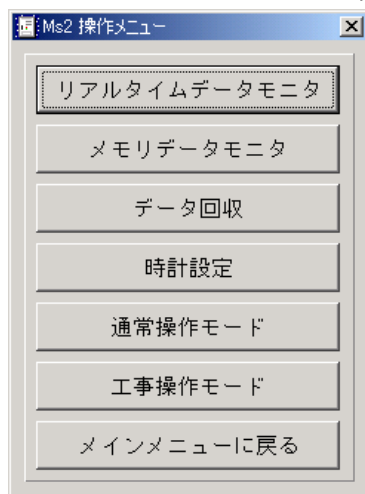 Ms2 操作メニュー
リアルタイムデータモニタ
メモリデータモニタ
データ回収
時計設定
通常操作モード
工事操作モード
メインメニューに戻る